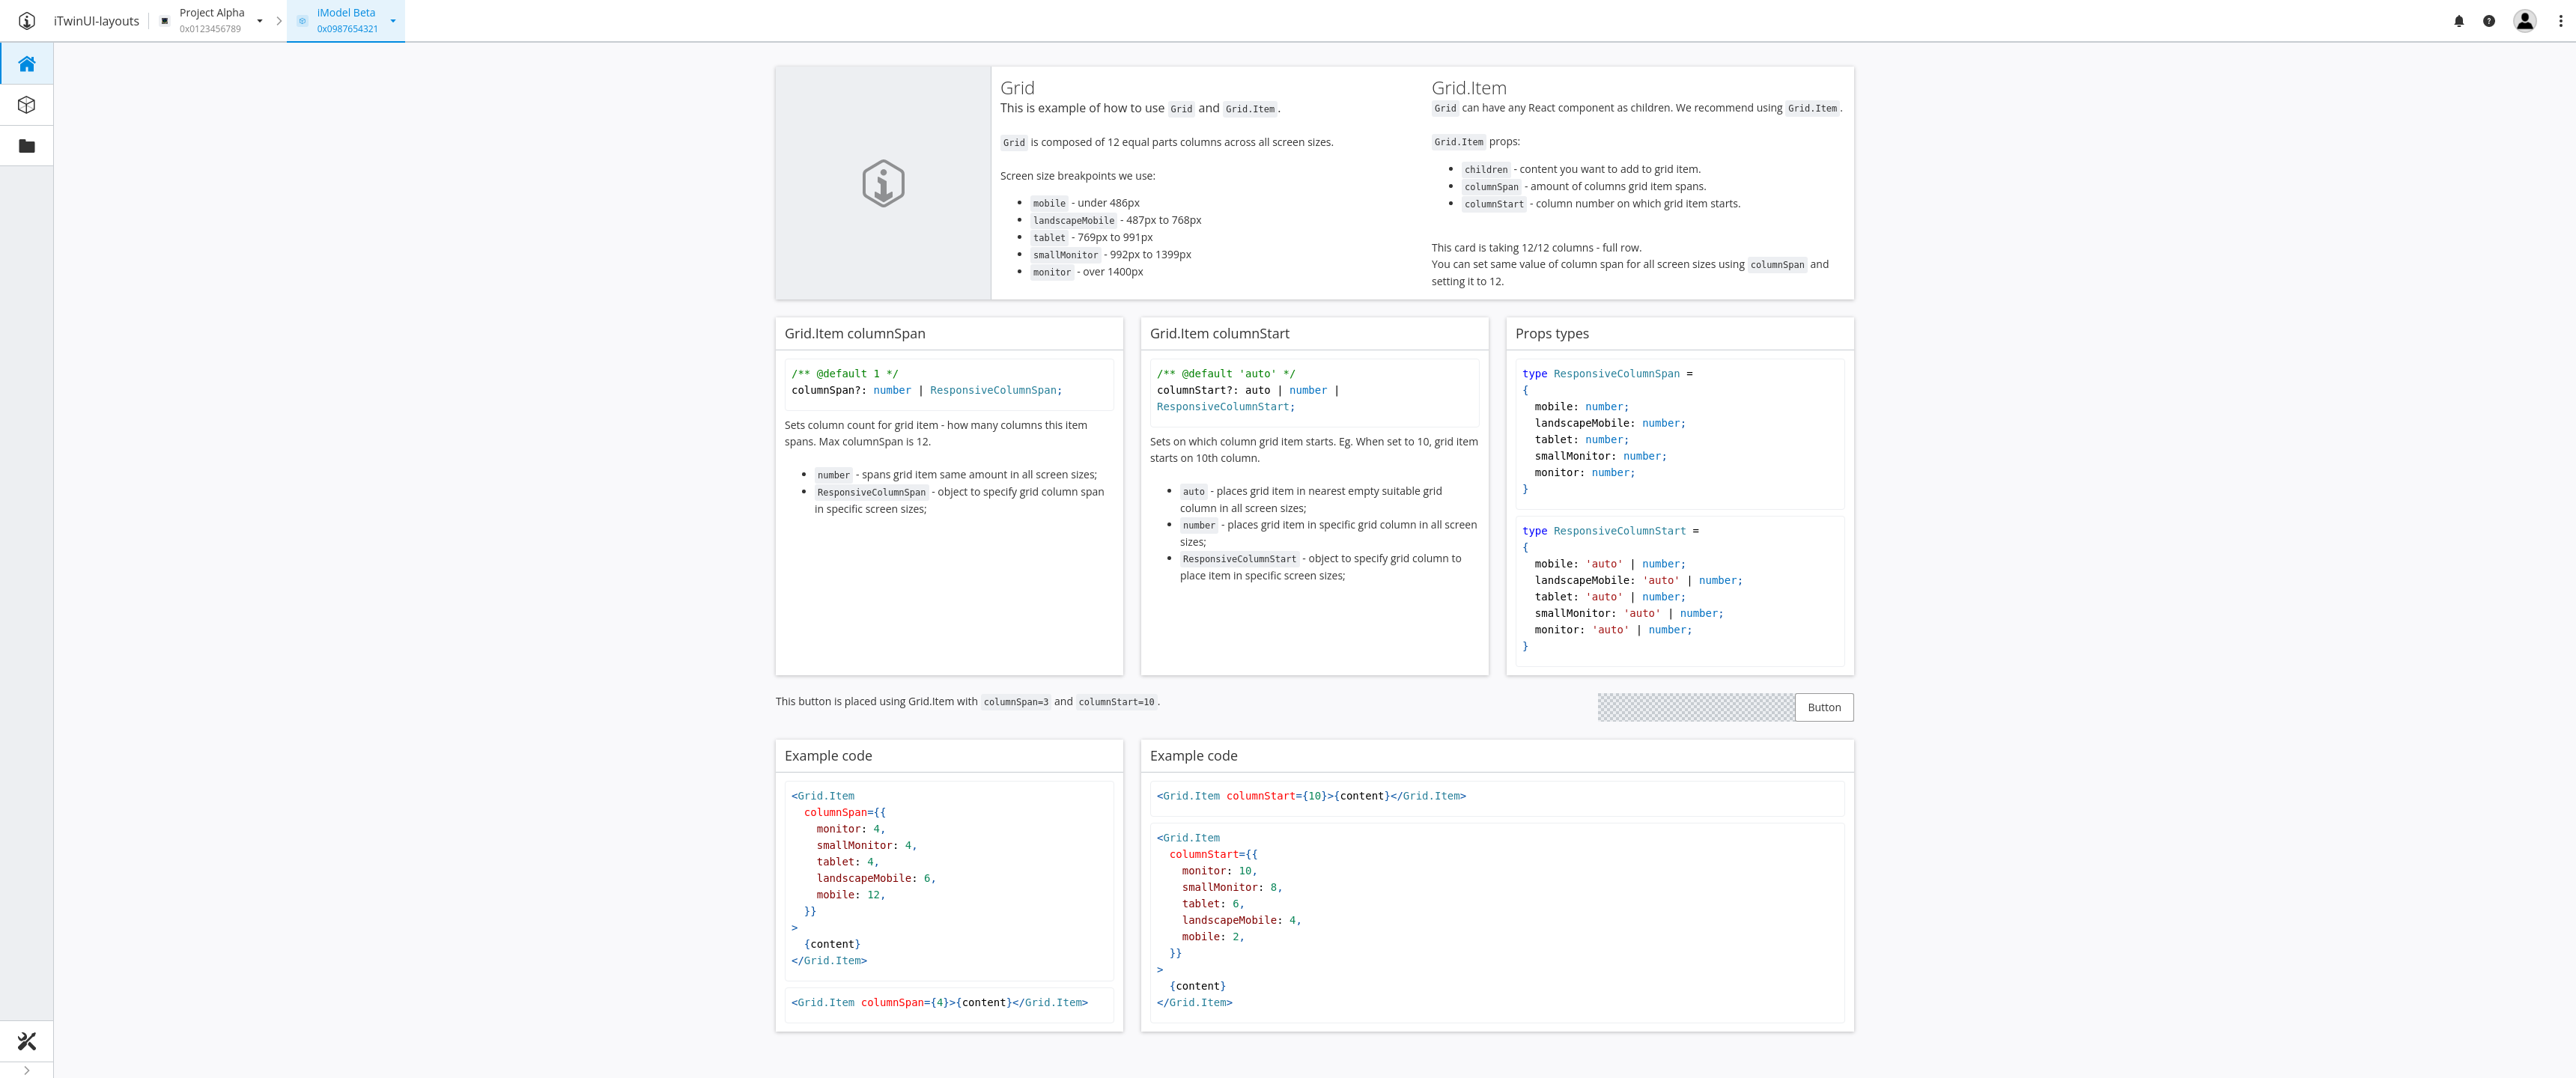 iTwinUI-layouts
Project Alpha
0x0123456789
iModel Beta
0x0987654321
Grid
This is example of how to use Grid and Grid.Item.
Grid is composed of 12 equal parts columns across all screen sizes.
Screen size breakpoints we use:
• mobile - under 486px
• landscapeMobile - 487px to 768px
• tablet - 769px to 991px
• smallMonitor - 992px to 1399px
• monitor - over 1400px
Grid.Item
Grid can have any React component as children. We recommend using Grid.Item.
Grid.Item props:
• children - content you want to add to grid item.
• columnSpan - amount of columns grid item spans.
• columnStart - column number on which grid item starts.
This card is taking 12/12 columns - full row.
You can set same value of column span for all screen sizes using columnSpan and
setting it to 12.
Grid.Item columnSpan
/** @default 1 */
columnSpan?: number | ResponsiveColumnSpan;
Sets column count for grid item - how many columns this item
spans. Max columnSpan is 12.
• number - spans grid item same amount in all screen sizes;
• ResponsiveColumnSpan - object to specify grid column span
in specific screen sizes;
Grid.Item columnStart
/** @default 'auto' */
columnStart?: auto | number |
ResponsiveColumnStart;
Sets on which column grid item starts. Eg. When set to 10, grid item
starts on 10th column.
• auto - places grid item in nearest empty suitable grid
column in all screen sizes;
• number - places grid item in specific grid column in all screen
sizes;
• ResponsiveColumnStart - object to specify grid column to
place item in specific screen sizes;
Props types
type ResponsiveColumnSpan =
{
  mobile: number;
  landscapeMobile: number;
  tablet: number;
  smallMonitor: number;
  monitor: number;
}
type ResponsiveColumnStart =
{
  mobile: 'auto' | number;
  landscapeMobile: 'auto' | number;
  tablet: 'auto' | number;
  smallMonitor: 'auto' | number;
  monitor: 'auto' | number;
}
This button is placed using Grid.Item with columnSpan=3 and columnStart=10.
Button
Example code
<Grid.Item
  columnSpan={{
    monitor: 4,
    smallMonitor: 4,
    tablet: 4,
    landscapeMobile: 6,
    mobile: 12,
  }}
>
  {content}
</Grid.Item>
<Grid.Item columnSpan={4}>{content}</Grid.Item>
Example code
<Grid.Item columnStart={10}>{content}</Grid.Item>
<Grid.Item
  columnStart={{
    monitor: 10,
    smallMonitor: 8,
    tablet: 6,
    landscapeMobile: 4,
    mobile: 2,
  }}
>
  {content}
</Grid.Item>